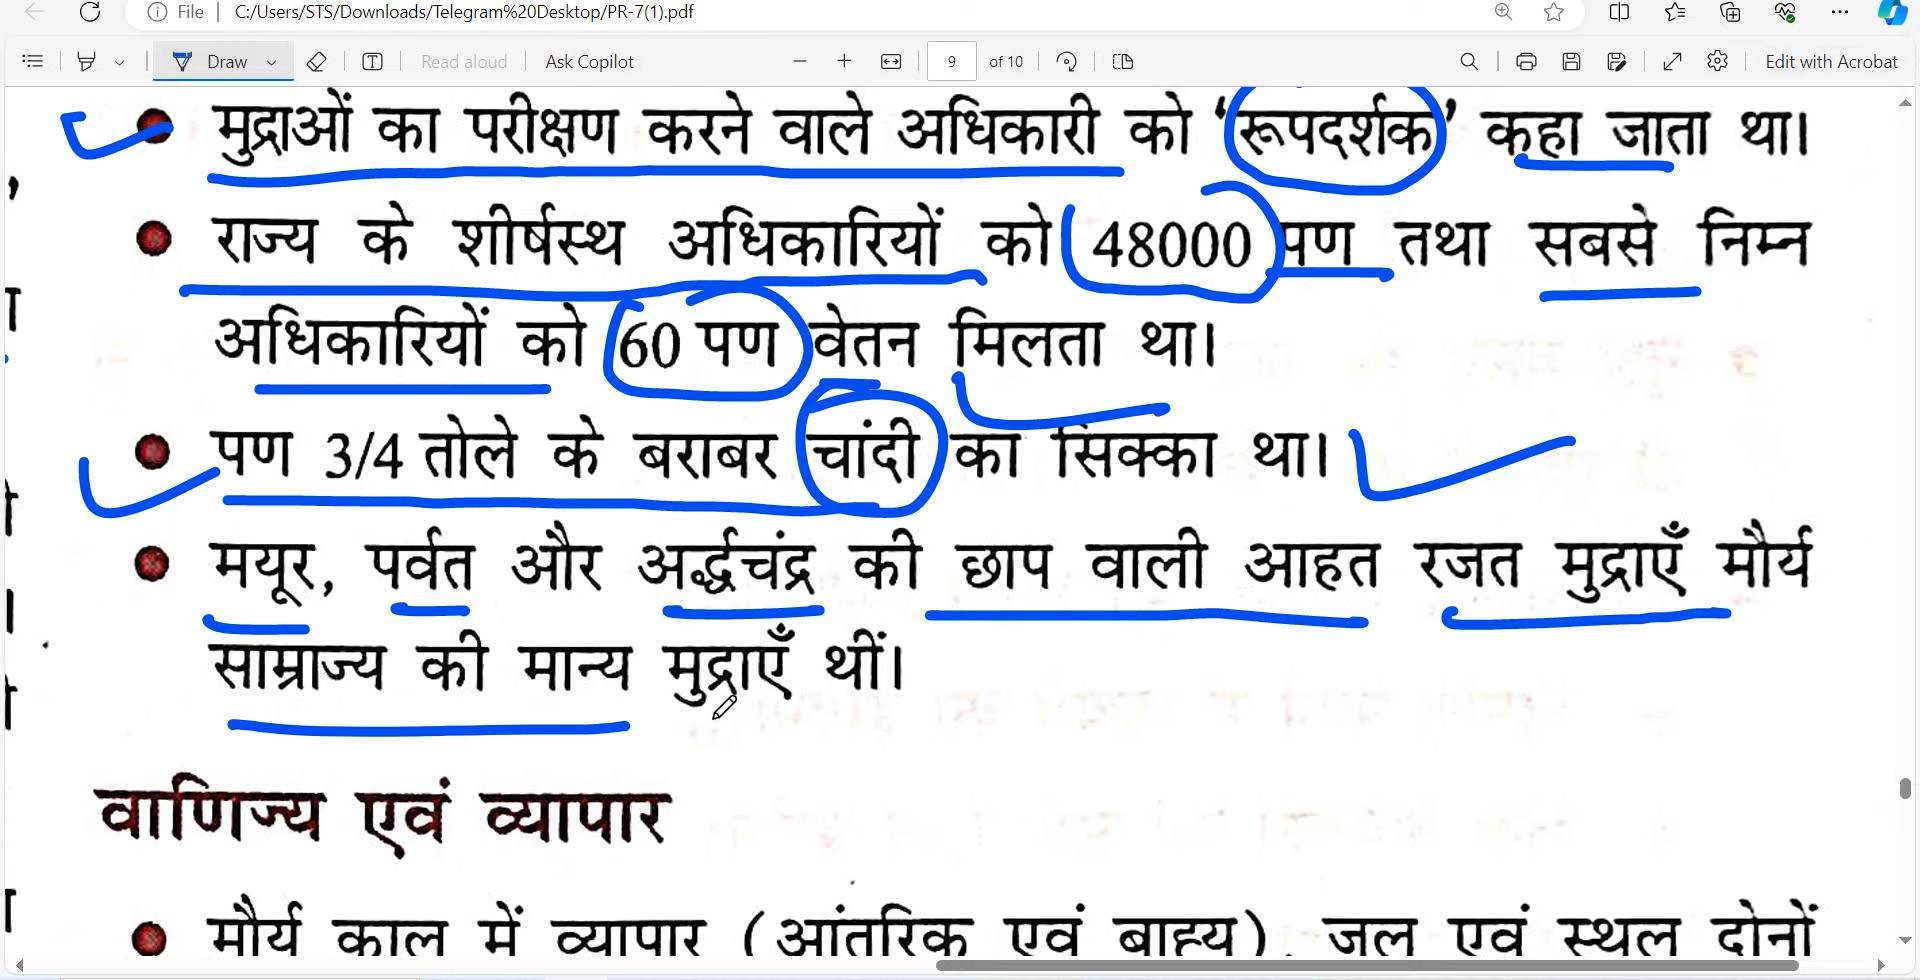 File | C:/Users/STS/Downloads/Telegram%20Desktop/PR-7(1).pdf
Draw Read aloud Ask Copilot 9 of 10 Edit with Acrobat
मुद्राओं का परीक्षण करने वाले अधिकारी को ‘रूपदर्शक’ कहा जाता था।
राज्य के शीर्षस्थ अधिकारियों को 48000 पण तथा सबसे निम्न
अधिकारियों को 60 पण वेतन मिलता था।
पण 3/4 तोले के बराबर चांदी का सिक्का था।
मयूर, पर्वत और अर्द्धचंद्र की छाप वाली आहत रजत मुद्राएँ मौर्य
साम्राज्य की मान्य मुद्राएँ थीं।
वाणिज्य एवं व्यापार
मौर्य काल में व्यापार (आंतरिक एवं बाह्य), जल एवं स्थल दोनों